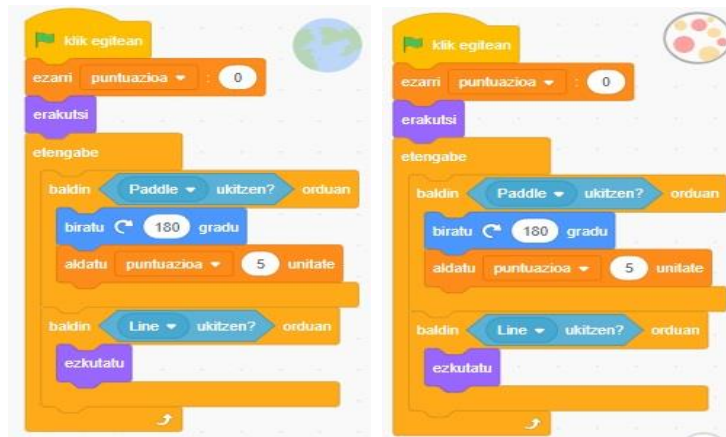 klik egitean
ezarri puntuazioa : 0
erakutsi
etengabe
baldin Paddle ukitzen? orduan
biratu 180 gradu
aldatu puntuazioa 5 unitate
baldin Line ukitzen? orduan
ezkutatu
klik egitean
ezarri puntuazioa : 0
erakutsi
etengabe
baldin Paddle ukitzen? orduan
biratu 180 gradu
aldatu puntuazioa 5 unitate
baldin Line ukitzen? orduan
ezkutatu